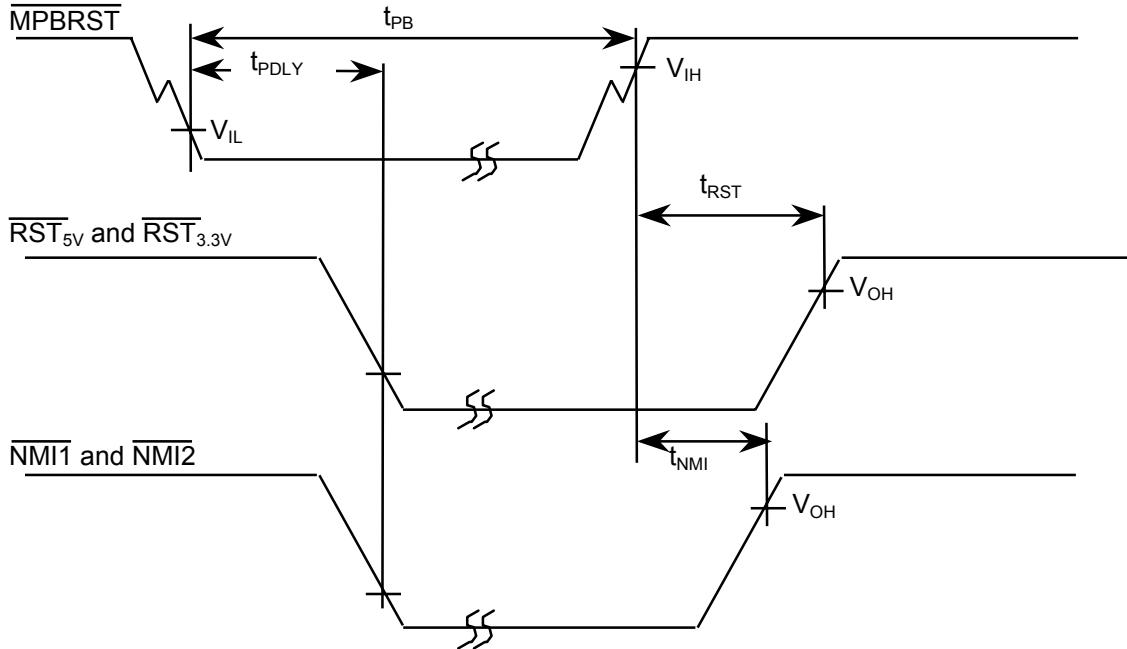 MPBRST
tPB
tPDLY
VIH
VIL
tRST
RST5V and RST3.3V
VOH
NMI1 and NMI2
tNMI
VOH